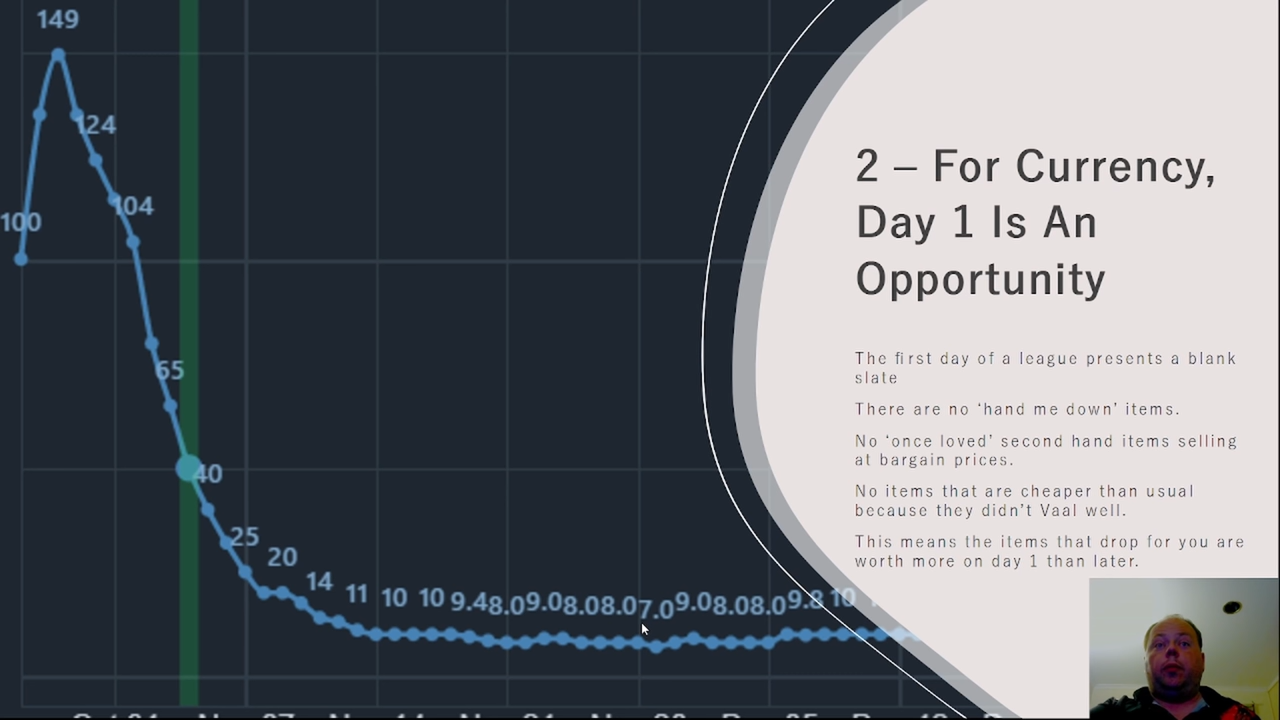 149
124
104
100
65
40
25
20
14
11
10
10
9.4
8.0
9.0
8.0
8.0
7.0
9.0
8.0
8.0
9.8
10
2 – For Currency,
Day 1 Is An
Opportunity
The first day of a league presents a blank
slate
There are no ‘hand me down’ items.
No ‘once loved’ second hand items selling
at bargain prices.
No items that are cheaper than usual
because they didn’t Vaal well.
This means the items that drop for you are
worth more on day 1 than later.